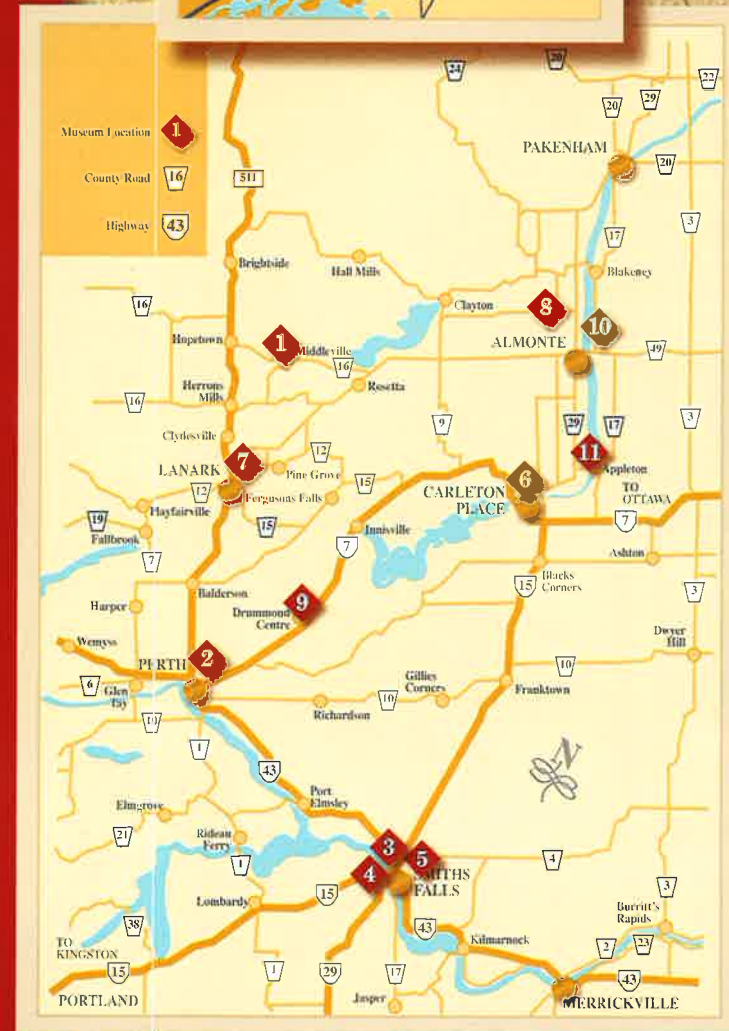 24
20
22
20
29
Museum Location 1
PAKENHAM
20
County Road 16
511
3
Highway 43
17
Brightside
Hall Mills
Blakeney
16
Clayton
8
10
Hopetown
1
Middleville
ALMONTE
16
49
Rosetta
Herrons
Mills
16
9
29
17
3
Clydesville
12
11
LANARK
7
Pine Grove
Appleton
12
Fergusons Falls
15
6
TO
OTTAWA
CARLETON
PLACE
Hayfairville
19
15
Innisville
7
Fallbrook
7
7
Ashton
Balderson
Blacks
Corners
15
3
Harper
9
Drummond
Centre
Dwyer
Hill
Wemyss
PERTH
2
10
6
Glen
Tay
Gillies
Corners
Franktown
10
10
Richardson
1
N
43
Port
Elmsley
Elmgrove
21
Rideau
Ferry
3
5
4
1
4
SMITHS
FALLS
3
Lombardy
15
Burritt's
Rapids
38
43
Kilmarnock
2
23
TO
KINGSTON
15
1
29
17
43
PORTLAND
Jasper
MERRICKVILLE